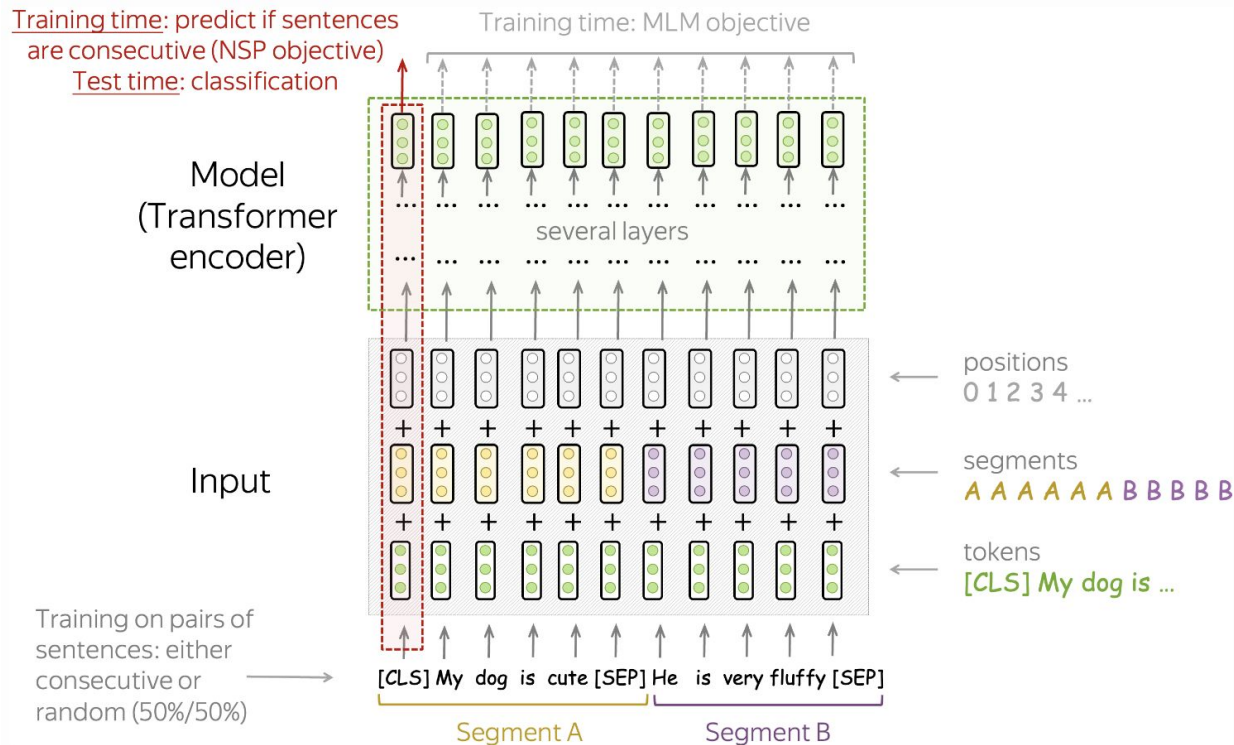 Training time: predict if sentences
are consecutive (NSP objective)
Test time: classification
Training time: MLM objective
Model
(Transformer
encoder)
... ... ... ... ... ... ... ... ... ... ...
several layers
... ... ... ... ... ... ... ... ... ... ...
positions
0 1 2 3 4 ...
+ + + + + + + + + + +
Input
segments
A A A A A A B B B B B
+ + + + + + + + + + +
tokens
[CLS] My dog is ...
Training on pairs of
sentences: either
consecutive or
random (50%/50%)
[CLS] My dog is cute [SEP] He is very fluffy [SEP]
Segment A
Segment B